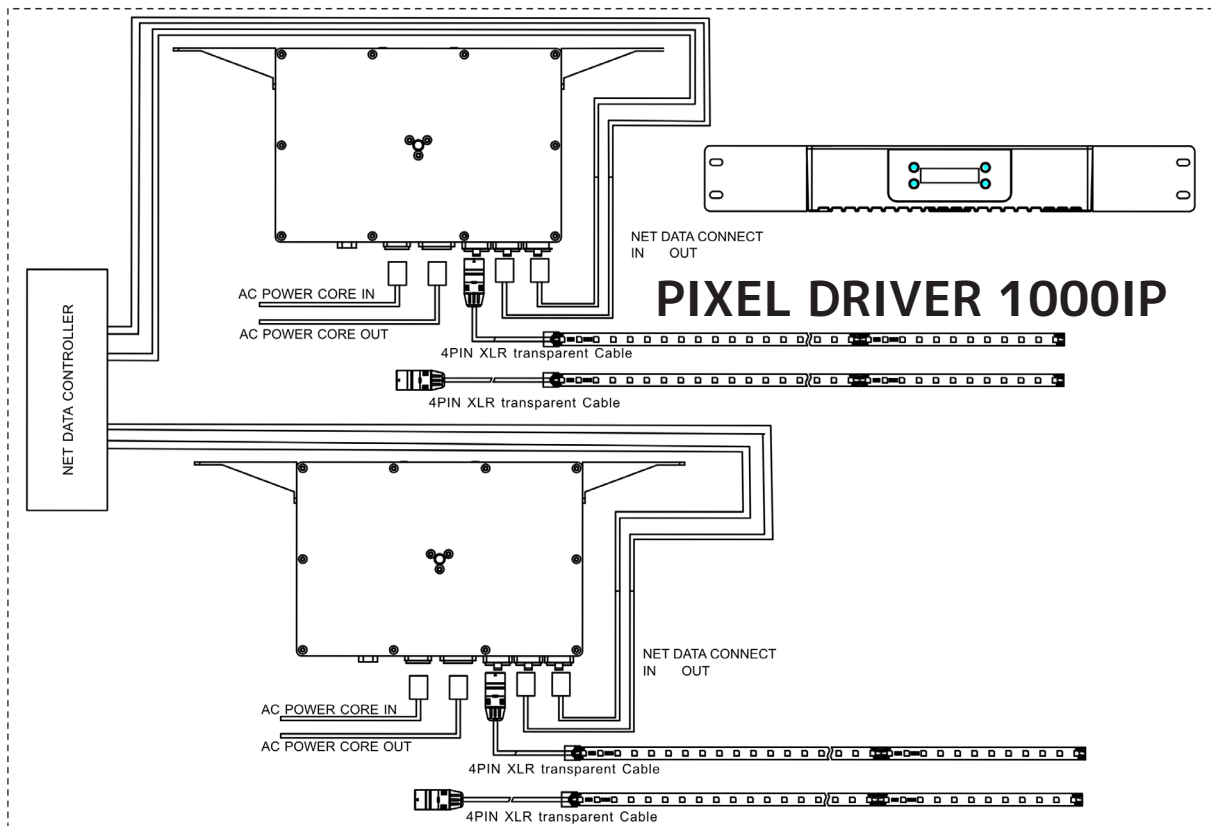 NET DATA CONTROLLER
NET DATA CONNECT
IN OUT
AC POWER CORE IN
AC POWER CORE OUT
PIXEL DRIVER 1000IP
4PIN XLR transparent Cable
4PIN XLR transparent Cable
NET DATA CONNECT
IN OUT
AC POWER CORE IN
AC POWER CORE OUT
4PIN XLR transparent Cable
4PIN XLR transparent Cable